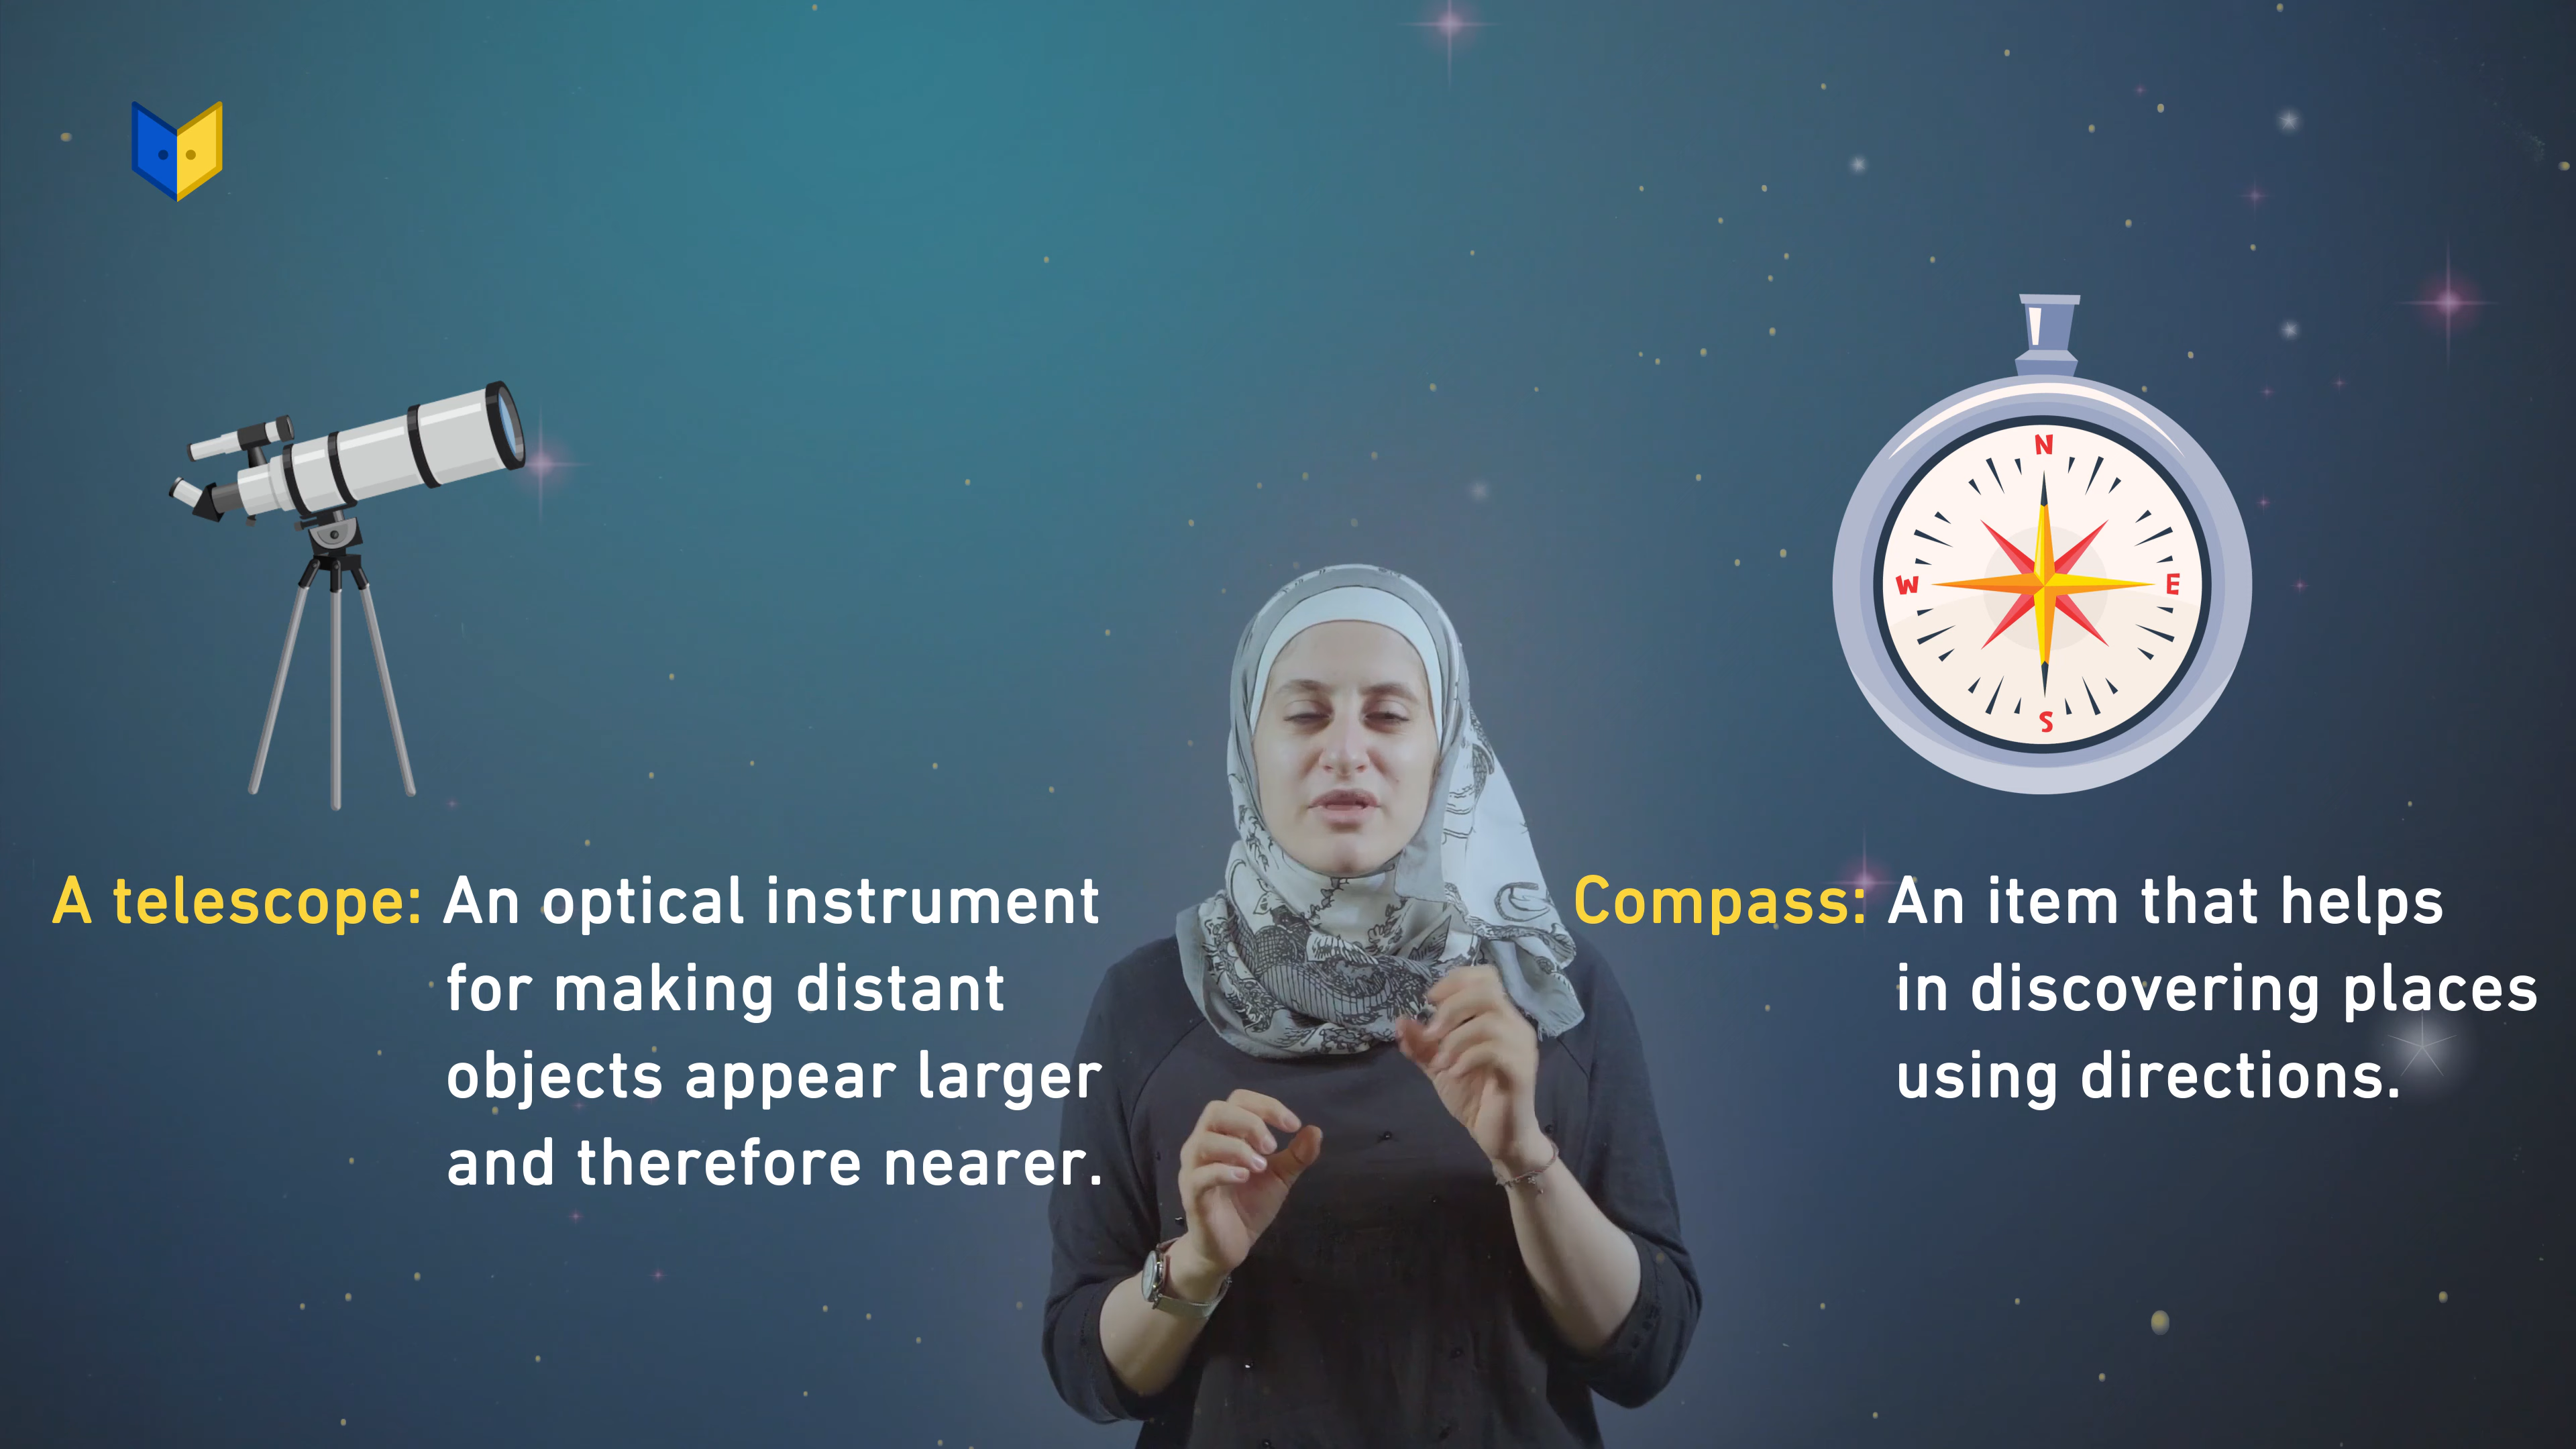 A telescope: An optical instrument
for making distant
objects appear larger
and therefore nearer.
N
W
E
S
Compass: An item that helps
in discovering places
using directions.